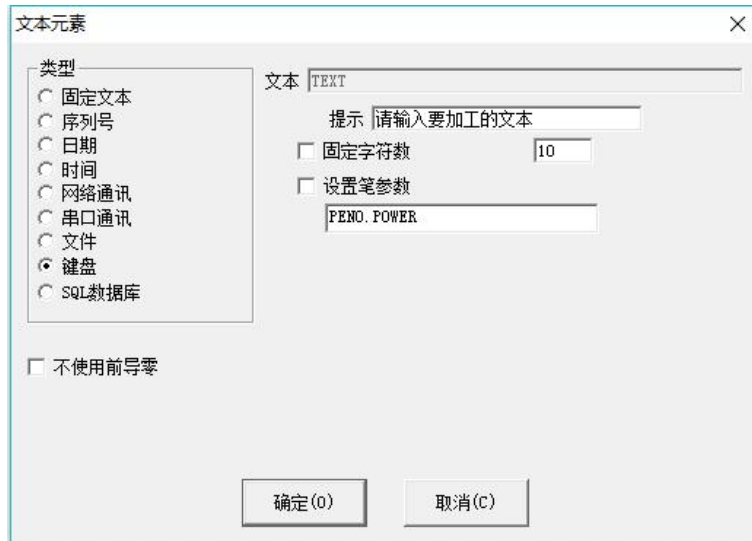 文本元素
类型
固定文本
序列号
日期
时间
网络通讯
串口通讯
文件
键盘
SQL数据库
文本 TEXT
提示 请输入要加工的文本
固定字符数 10
设置笔参数
PEN0.POWER
不使用前导零
确定(O)
取消(C)